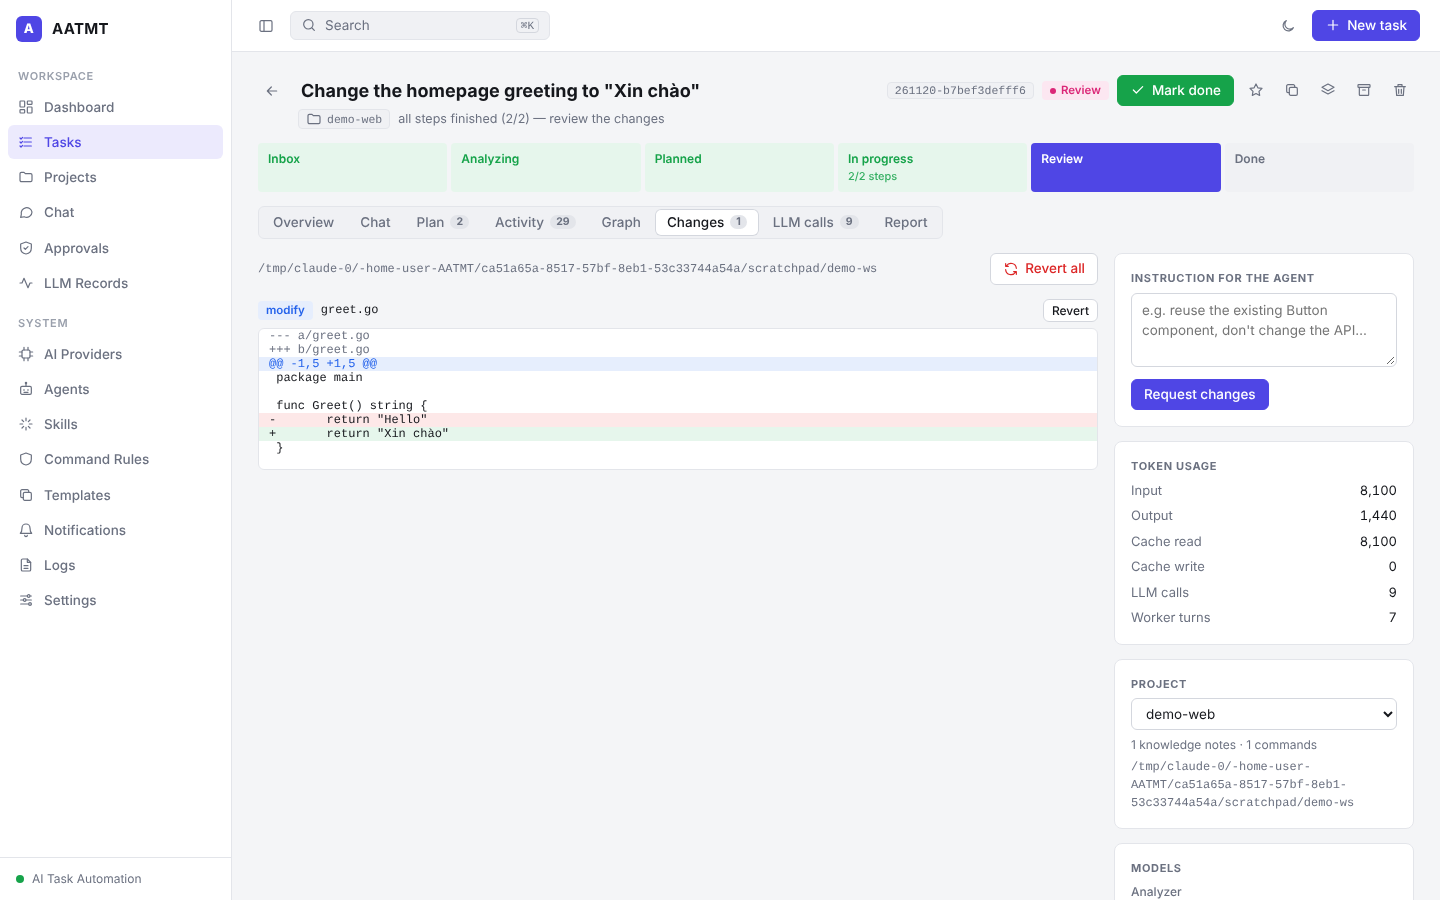 A AATMT
Search ⌘K
New task
WORKSPACE
Dashboard
Tasks
Projects
Chat
Approvals
LLM Records
SYSTEM
AI Providers
Agents
Skills
Command Rules
Templates
Notifications
Logs
Settings
AI Task Automation
Change the homepage greeting to "Xin chào"
261120-b7bef3defff6
Review
Mark done
demo-web all steps finished (2/2) — review the changes
Inbox
Analyzing
Planned
In progress
2/2 steps
Review
Done
Overview Chat Plan 2 Activity 29 Graph Changes 1 LLM calls 9 Report
/tmp/claude-0/-home-user-AATMT/ca51a65a-8517-57bf-8eb1-53c33744a54a/scratchpad/demo-ws
Revert all
modify greet.go
Revert
--- a/greet.go
+++ b/greet.go
@@ -1,5 +1,5 @@
package main
func Greet() string {
- return "Hello"
+ return "Xin chào"
}
INSTRUCTION FOR THE AGENT
e.g. reuse the existing Button
component, don't change the API...
Request changes
TOKEN USAGE
Input 8,100
Output 1,440
Cache read 8,100
Cache write 0
LLM calls 9
Worker turns 7
PROJECT
demo-web
1 knowledge notes · 1 commands
/tmp/claude-0/-home-user-
AATMT/ca51a65a-8517-57bf-8eb1-
53c33744a54a/scratchpad/demo-ws
MODELS
Analyzer